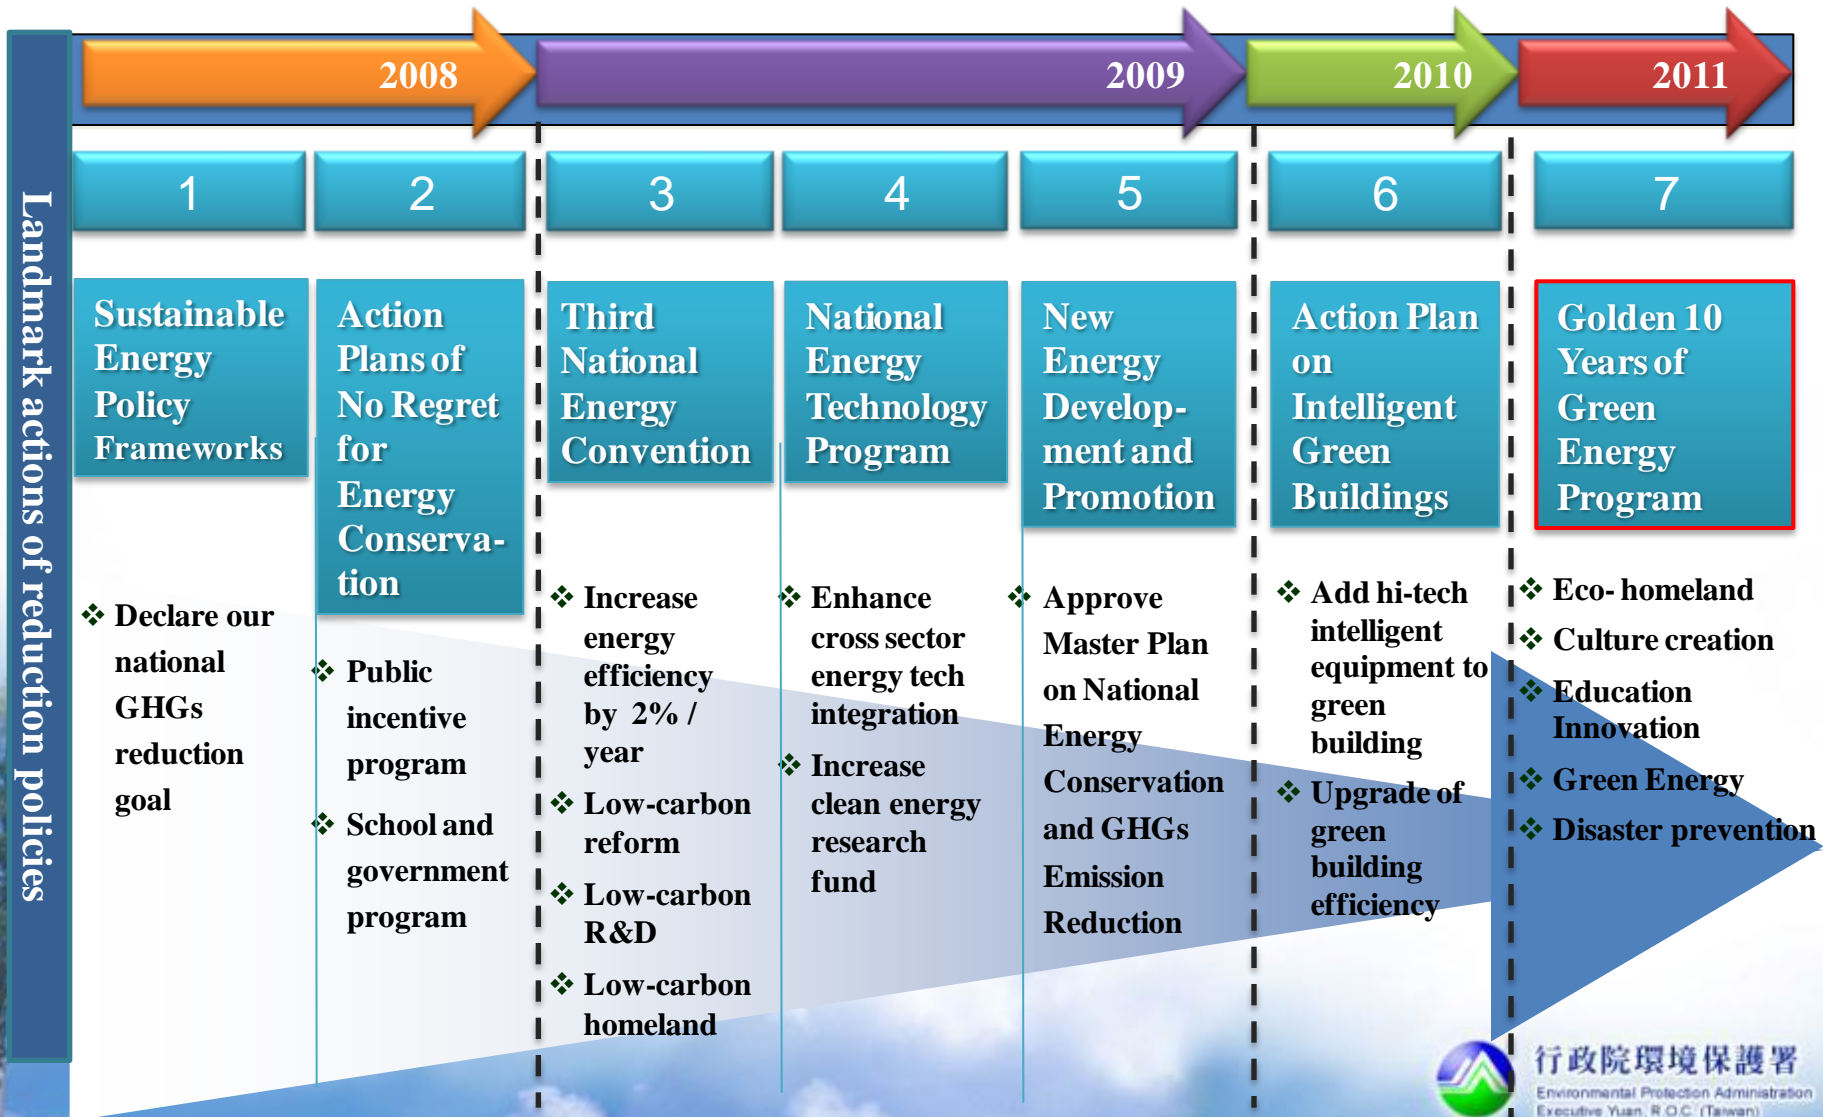 Landmark actions of reduction policies
2008
2009
2010
2011
1
2
3
4
5
6
7
Sustainable
Energy
Policy
Frameworks
Action
Plans of
No Regret
for
Energy
Conserva-
tion
Third
National
Energy
Convention
National
Energy
Technology
Program
New
Energy
Develop-
ment and
Promotion
Action Plan
on
Intelligent
Green
Buildings
Golden 10
Years of
Green
Energy
Program
❖ Declare our
national
GHGs
reduction
goal
❖ Public
incentive
program
❖ School and
government
program
❖ Increase
energy
efficiency
by 2% /
year
❖ Low-carbon
reform
❖ Low-carbon
R&D
❖ Low-carbon
homeland
❖ Enhance
cross sector
energy tech
integration
❖ Increase
clean energy
research
fund
❖ Approve
Master Plan
on National
Energy
Conservation
and GHGs
Emission
Reduction
❖ Add hi-tech
intelligent
equipment to
green
building
❖ Upgrade of
green
building
efficiency
❖ Eco- homeland
❖ Culture creation
❖ Education
Innovation
❖ Green Energy
❖ Disaster prevention
行政院環境保護署
Environmental Protection Administration
Executive Yuan, R.O.C. (Taiwan)